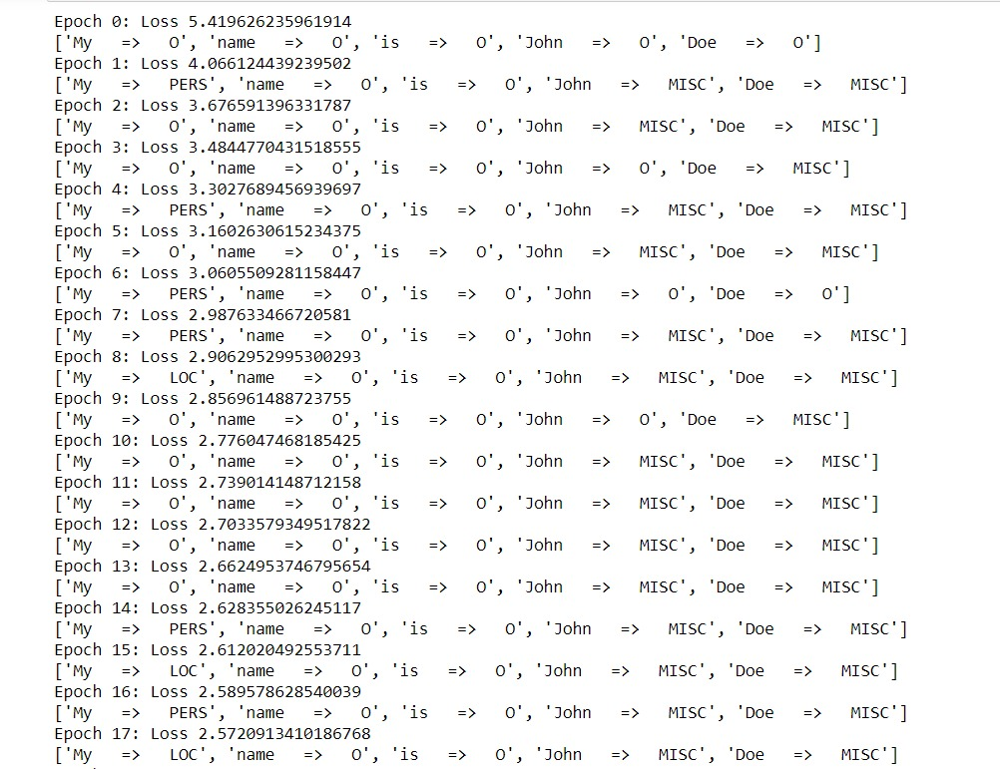 Epoch 0: Loss 5.419626235961914
['My   =>   O', 'name   =>   O', 'is   =>   O', 'John   =>   O', 'Doe   =>   O']
Epoch 1: Loss 4.066124439239502
['My   =>   PERS', 'name   =>   O', 'is   =>   O', 'John   =>   MISC', 'Doe   =>   MISC']
Epoch 2: Loss 3.676591396331787
['My   =>   O', 'name   =>   O', 'is   =>   O', 'John   =>   MISC', 'Doe   =>   MISC']
Epoch 3: Loss 3.4844770431518555
['My   =>   O', 'name   =>   O', 'is   =>   O', 'John   =>   O', 'Doe   =>   MISC']
Epoch 4: Loss 3.3027689456939697
['My   =>   PERS', 'name   =>   O', 'is   =>   O', 'John   =>   MISC', 'Doe   =>   MISC']
Epoch 5: Loss 3.1602630615234375
['My   =>   O', 'name   =>   O', 'is   =>   O', 'John   =>   MISC', 'Doe   =>   MISC']
Epoch 6: Loss 3.0605509281158447
['My   =>   PERS', 'name   =>   O', 'is   =>   O', 'John   =>   O', 'Doe   =>   O']
Epoch 7: Loss 2.987633466720581
['My   =>   PERS', 'name   =>   O', 'is   =>   O', 'John   =>   MISC', 'Doe   =>   MISC']
Epoch 8: Loss 2.9062952995300293
['My   =>   LOC', 'name   =>   O', 'is   =>   O', 'John   =>   MISC', 'Doe   =>   MISC']
Epoch 9: Loss 2.856961488723755
['My   =>   O', 'name   =>   O', 'is   =>   O', 'John   =>   O', 'Doe   =>   MISC']
Epoch 10: Loss 2.776047468185425
['My   =>   O', 'name   =>   O', 'is   =>   O', 'John   =>   MISC', 'Doe   =>   MISC']
Epoch 11: Loss 2.739014148712158
['My   =>   O', 'name   =>   O', 'is   =>   O', 'John   =>   MISC', 'Doe   =>   MISC']
Epoch 12: Loss 2.7033579349517822
['My   =>   O', 'name   =>   O', 'is   =>   O', 'John   =>   MISC', 'Doe   =>   MISC']
Epoch 13: Loss 2.6624953746795654
['My   =>   O', 'name   =>   O', 'is   =>   O', 'John   =>   MISC', 'Doe   =>   MISC']
Epoch 14: Loss 2.628355026245117
['My   =>   PERS', 'name   =>   O', 'is   =>   O', 'John   =>   MISC', 'Doe   =>   MISC']
Epoch 15: Loss 2.612020492553711
['My   =>   LOC', 'name   =>   O', 'is   =>   O', 'John   =>   MISC', 'Doe   =>   MISC']
Epoch 16: Loss 2.589578628540039
['My   =>   PERS', 'name   =>   O', 'is   =>   O', 'John   =>   MISC', 'Doe   =>   MISC']
Epoch 17: Loss 2.5720913410186768
['My   =>   LOC', 'name   =>   O', 'is   =>   O', 'John   =>   MISC', 'Doe   =>   MISC']